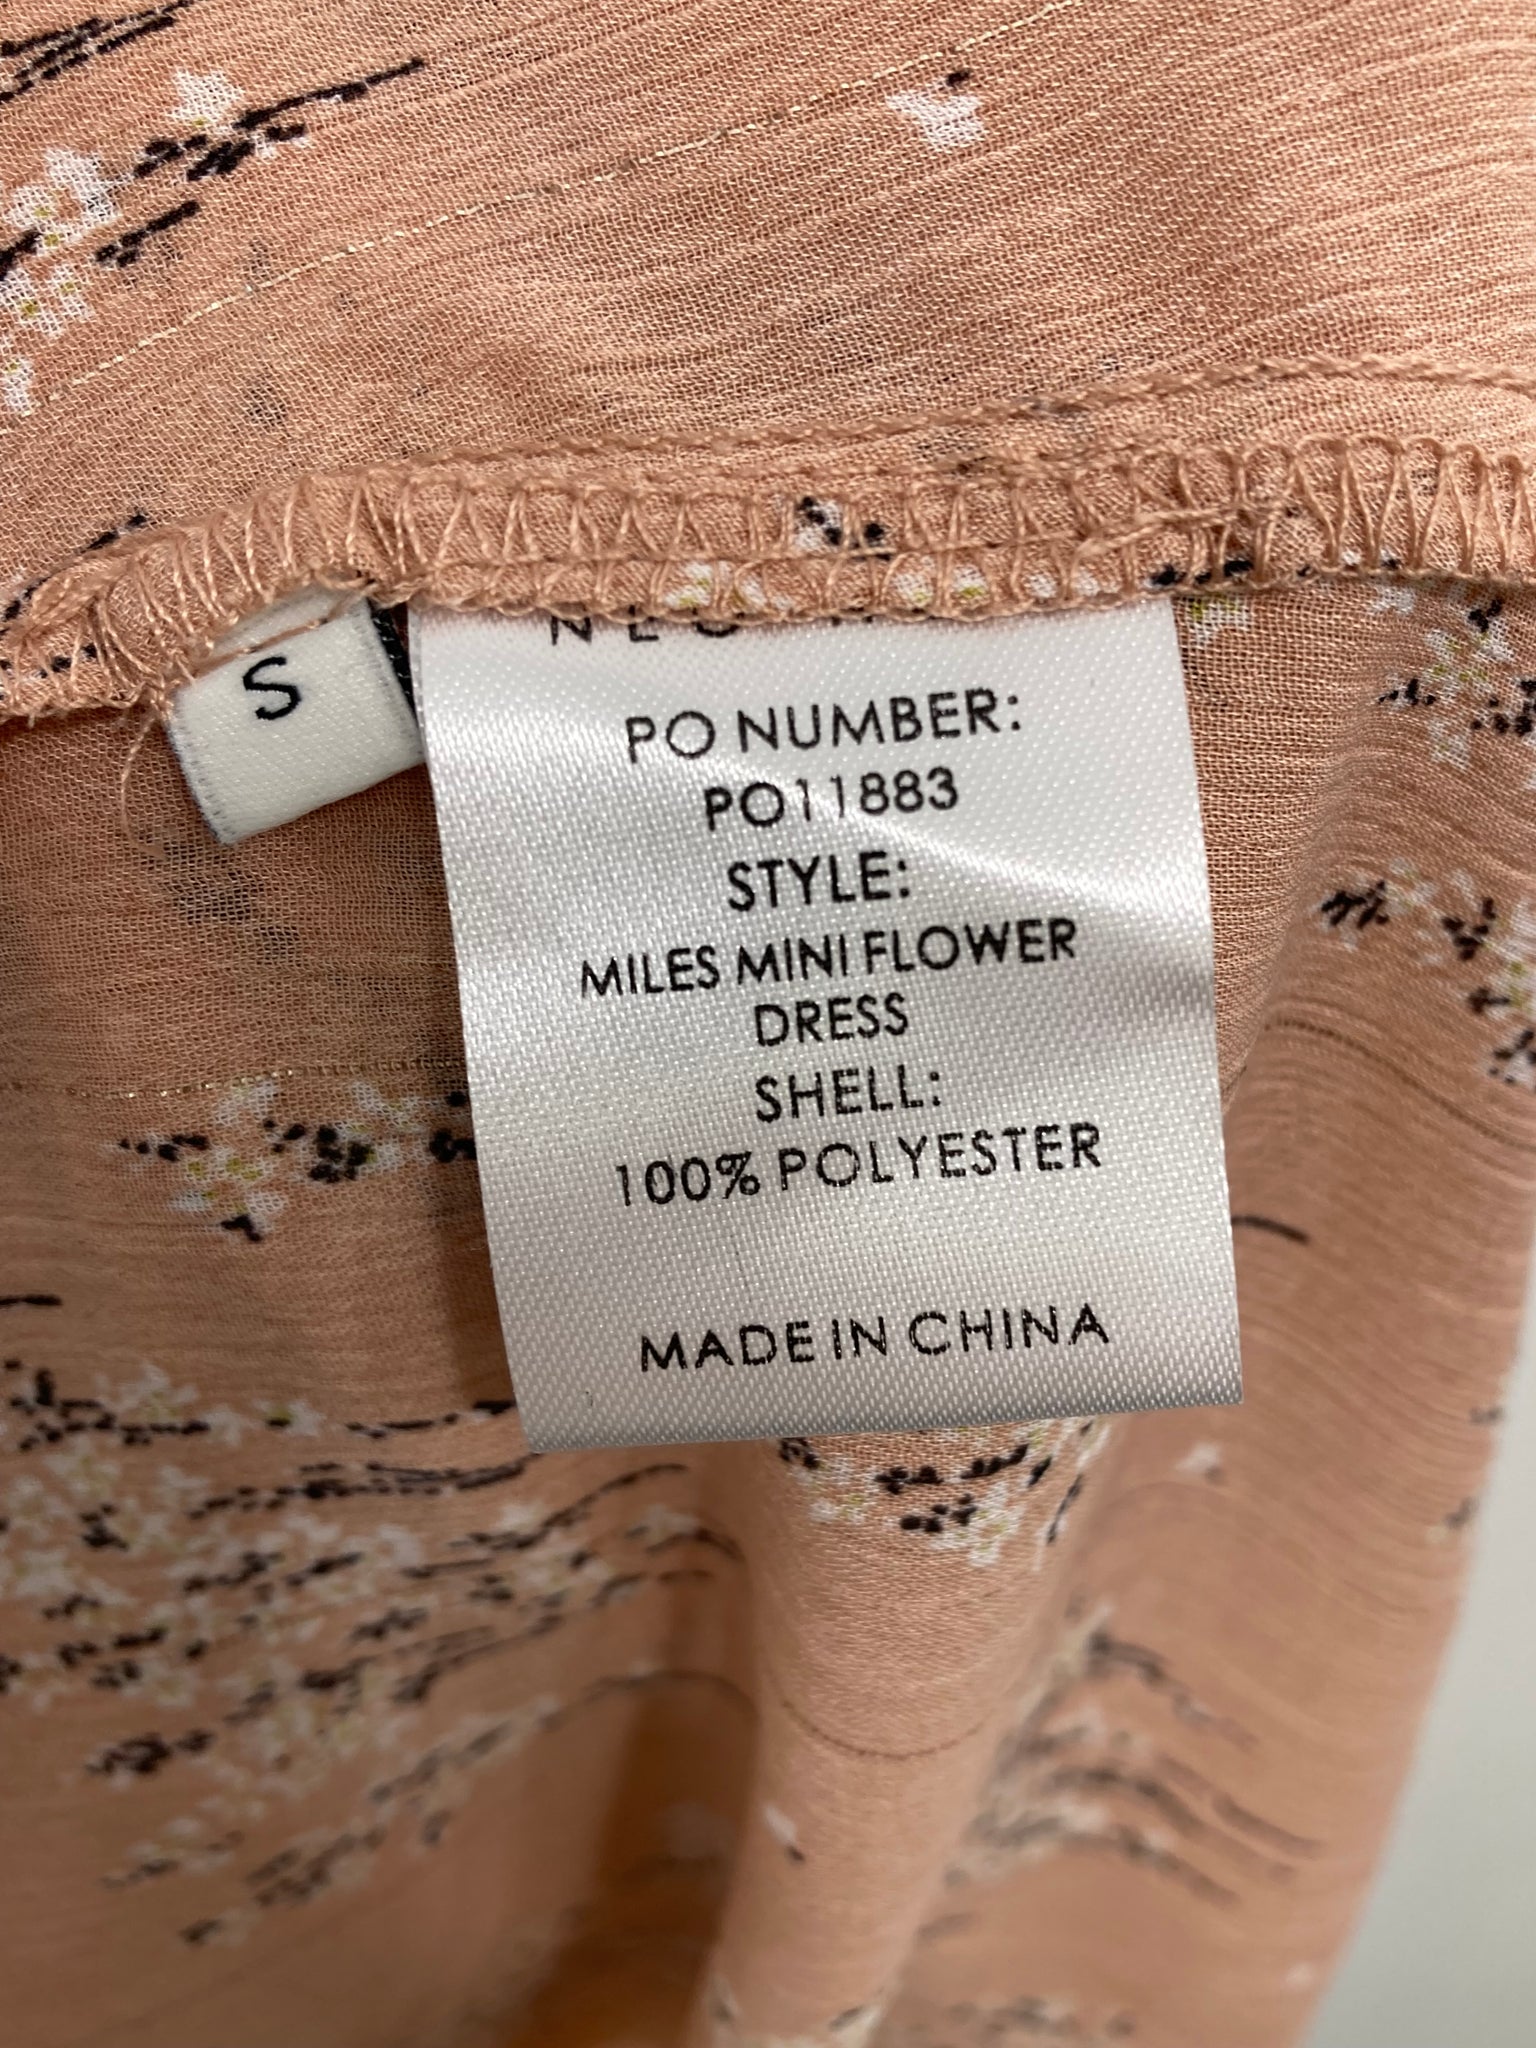 S
PO NUMBER:
PO11883
STYLE:
MILES MINI FLOWER
DRESS
SHELL:
100% POLYESTER
MADE IN CHINA